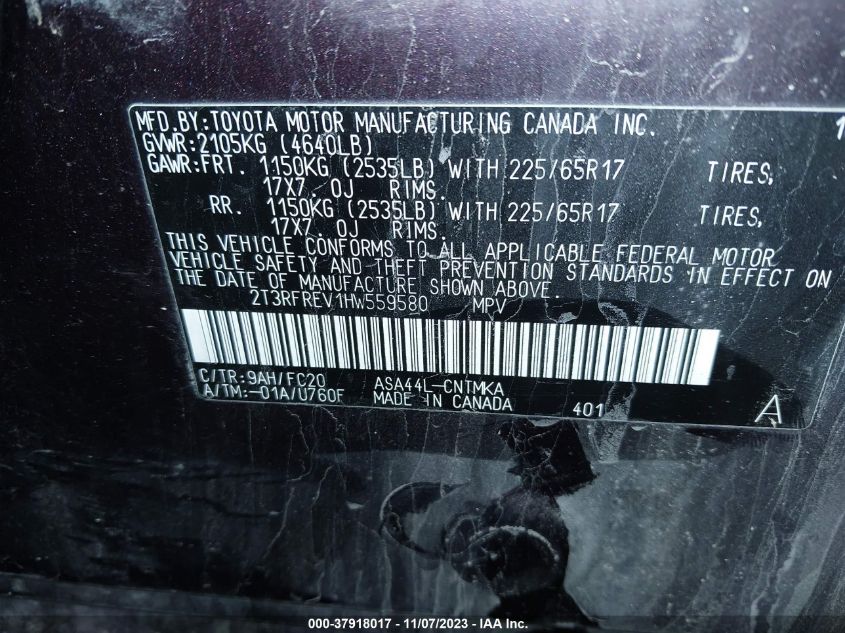 MFD.BY:TOYOTA MOTOR MANUFACTURING CANADA INC. 1
GVWR:2105KG (4640LB)
GAWR:FRT. 1150KG (2535LB) WITH 225/65R17 TIRES,
17X7. 0J RIMS.
RR. 1150KG (2535LB) WITH 225/65R17 TIRES,
17X7. 0J RIMS.
THIS VEHICLE CONFORMS TO ALL APPLICABLE FEDERAL MOTOR
VEHICLE SAFETY AND THEFT PREVENTION STANDARDS IN EFFECT ON
THE DATE OF MANUFACTURE SHOWN ABOVE.
2T3RFREV1HW559580 MPV
C/TR:9AH/FC20 ASA44L-CNTMKA
A/TM:-01A/U760F MADE IN CANADA 401 A
000-37918017 - 11/07/2023 - IAA Inc.